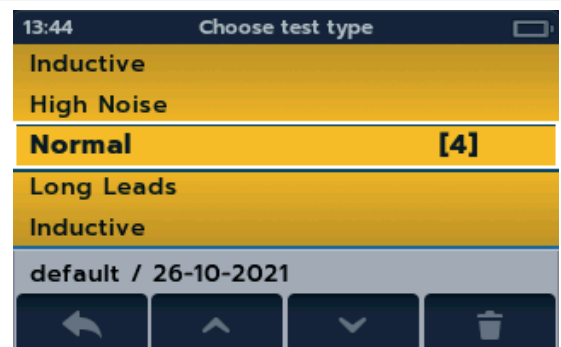 13:44 Choose test type
Inductive
High Noise
Normal [4]
Long Leads
Inductive
default / 26-10-2021